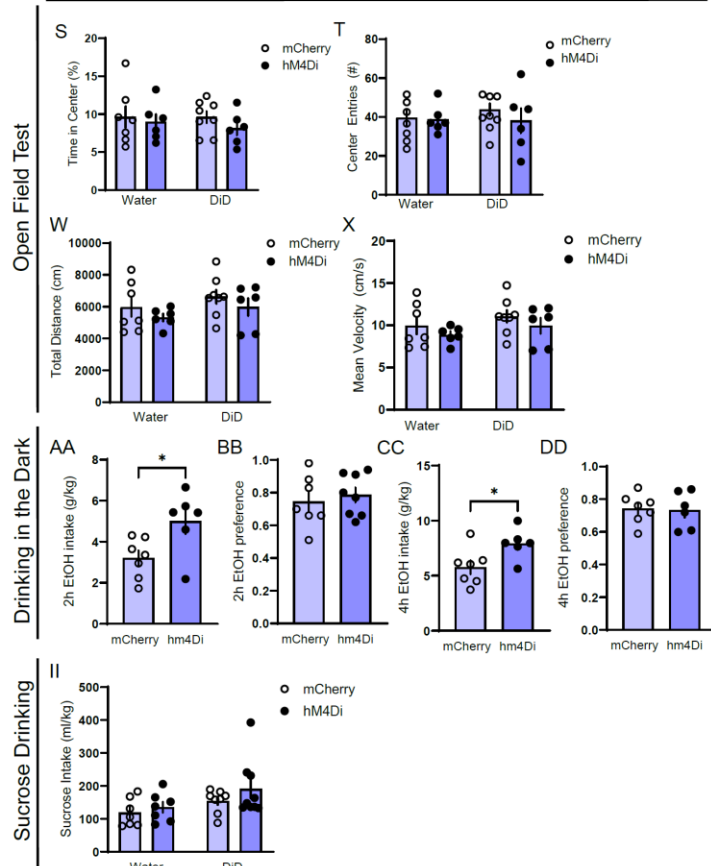 Open Field Test
S
Time in Center (%)
20
15
10
5
0
Water
DiD
mCherry
hM4Di
T
Center Entries (#)
80
60
40
20
0
Water
DiD
mCherry
hM4Di
W
Total Distance (cm)
10000
8000
6000
4000
2000
0
Water
DiD
mCherry
hM4Di
X
Mean Velocity (cm/s)
20
15
10
5
0
Water
DiD
mCherry
hM4Di
Drinking in the Dark
AA
2h EtOH intake (g/kg)
8
6
4
2
0
*
mCherry
hm4Di
BB
2h EtOH preference
1.0
0.8
0.6
0.4
0.2
0.0
mCherry
hm4Di
CC
4h EtOH intake (g/kg)
15
10
5
0
*
mCherry
hm4Di
DD
4h EtOH preference
1.0
0.8
0.6
0.4
0.2
0.0
mCherry
hm4Di
Sucrose Drinking
II
Sucrose Intake (ml/kg)
500
400
300
200
100
0
Water
DiD
mCherry
hM4Di